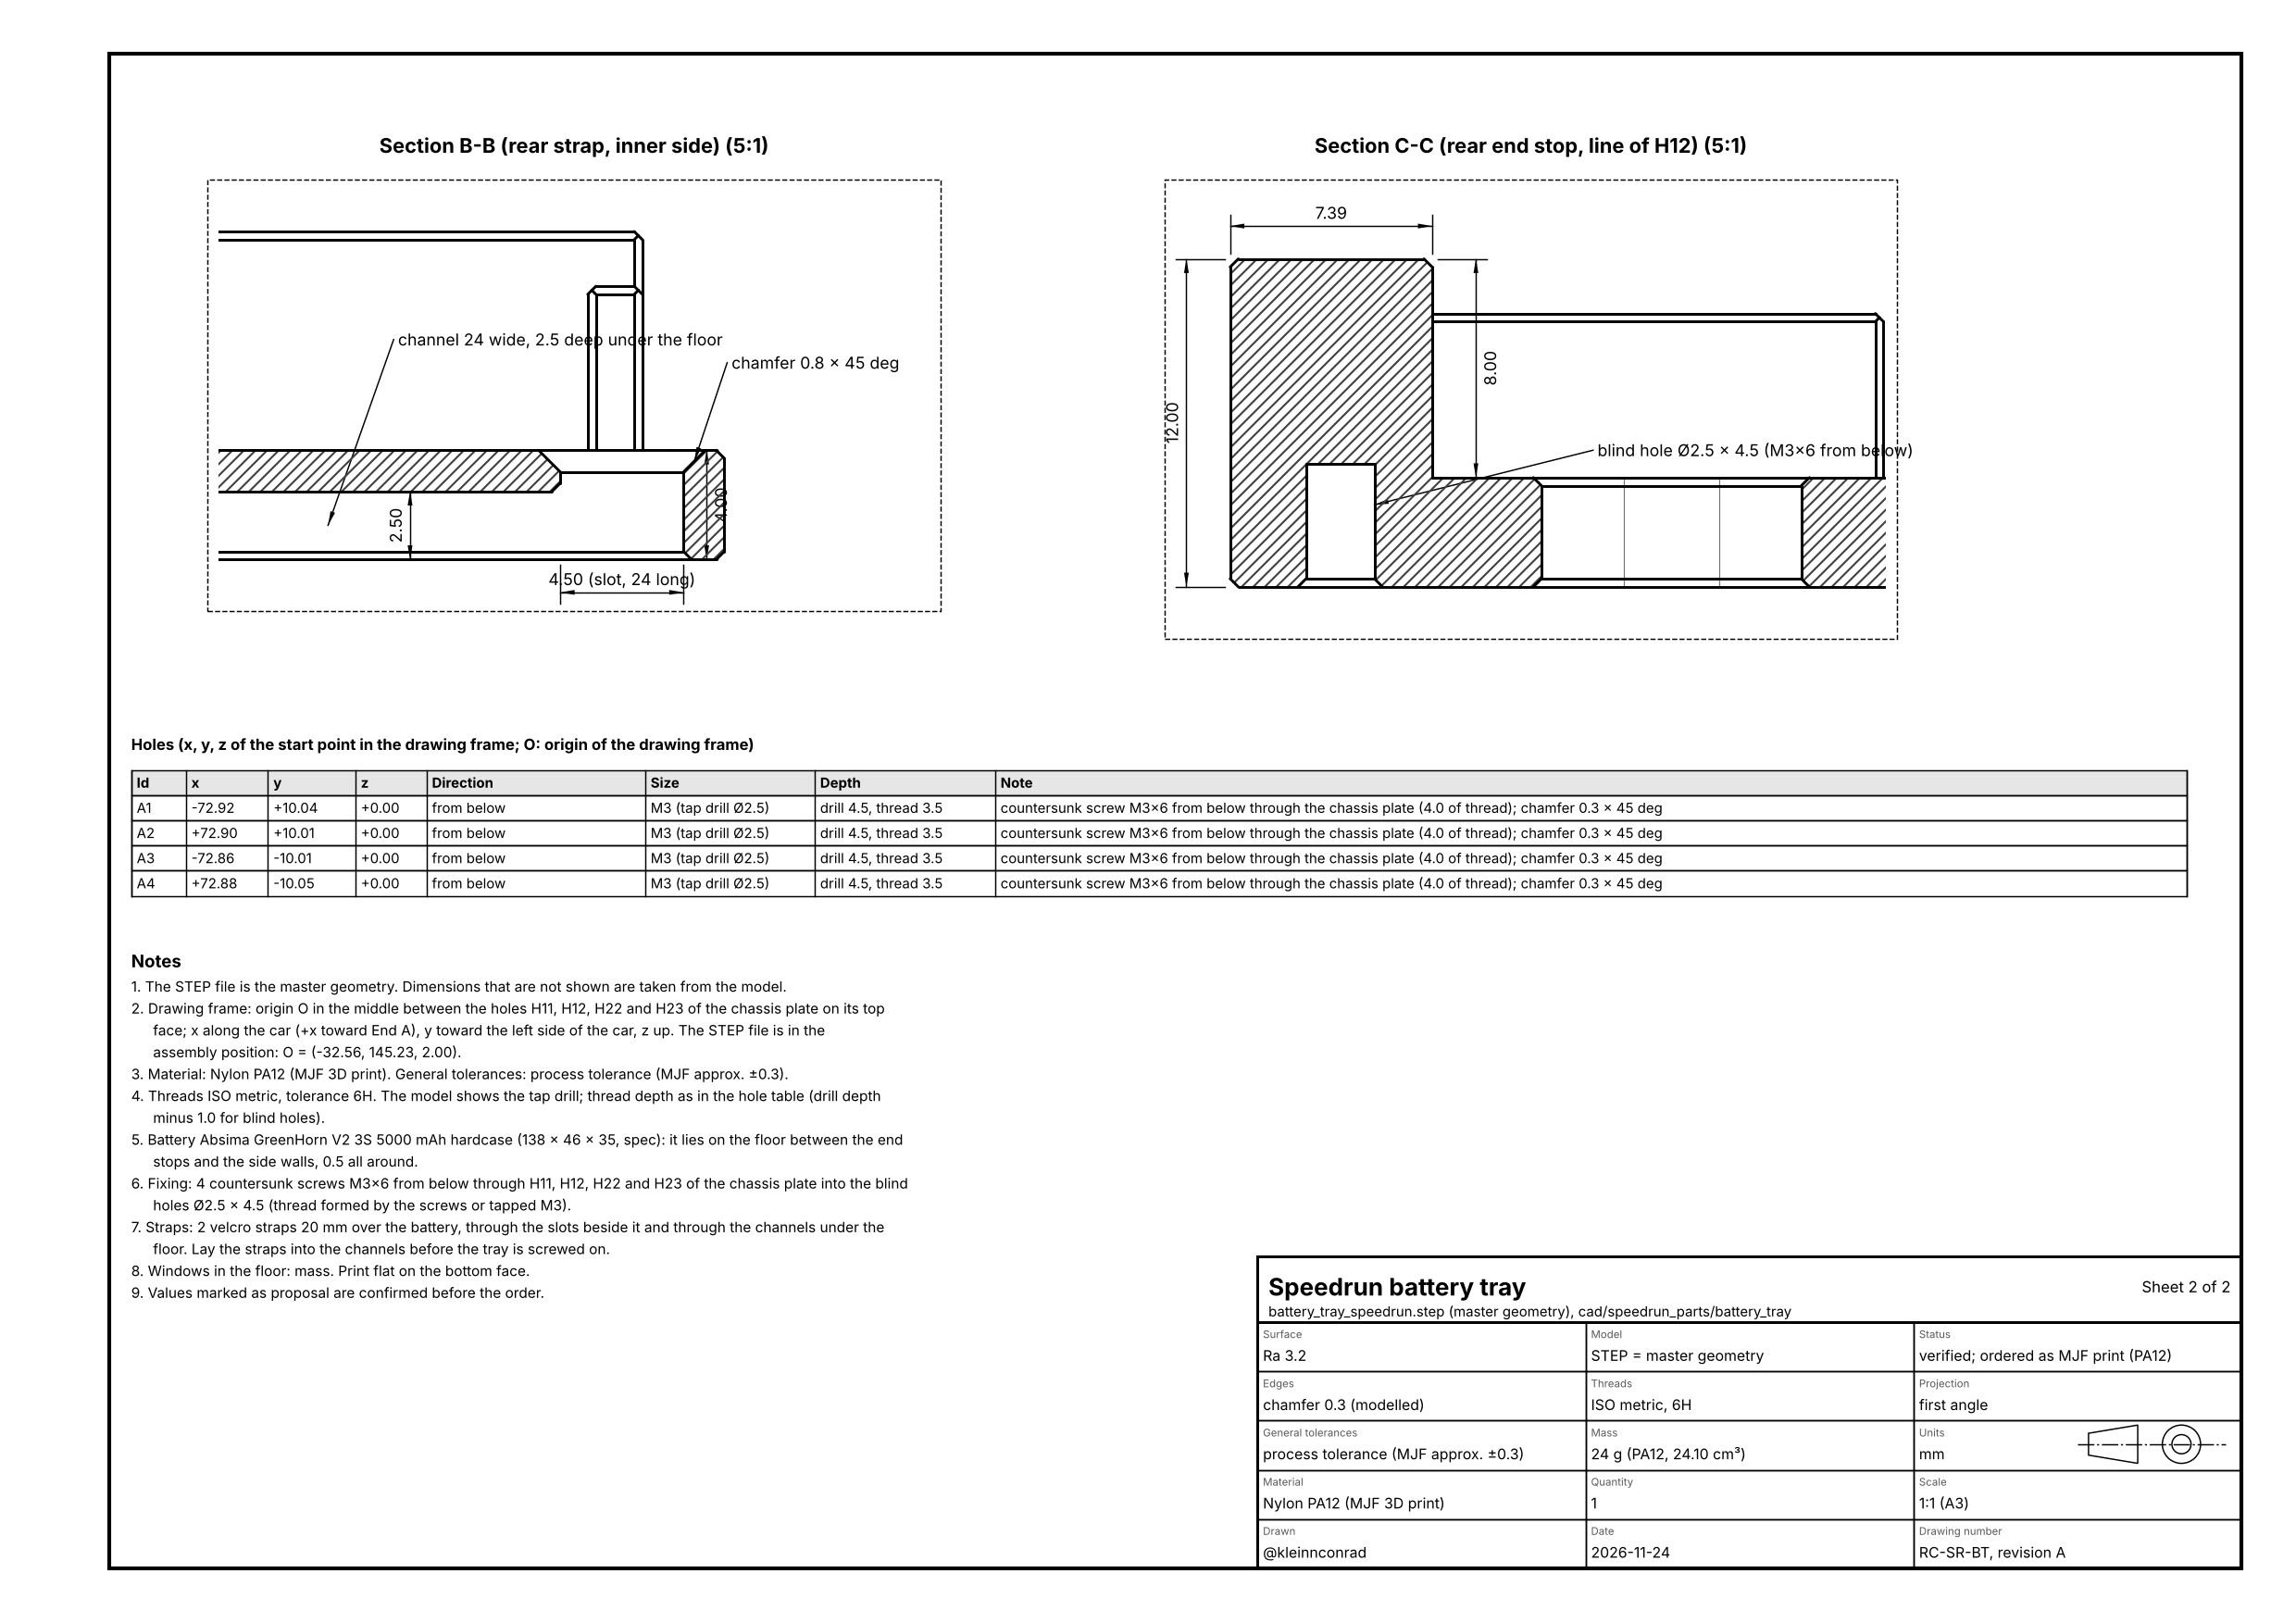 Section B-B (rear strap, inner side) (5:1)
Section C-C (rear end stop, line of H12) (5:1)
channel 24 wide, 2.5 deep under the floor
chamfer 0.8 × 45 deg
2.50
4.00
4.50 (slot, 24 long)
7.39
12.00
8.00
blind hole Ø2.5 × 4.5 (M3×6 from below)
Holes (x, y, z of the start point in the drawing frame; O: origin of the drawing frame)
Id x y z Direction Size Depth Note
A1 -72.92 +10.04 +0.00 from below M3 (tap drill Ø2.5) drill 4.5, thread 3.5 countersunk screw M3×6 from below through the chassis plate (4.0 of thread); chamfer 0.3 × 45 deg
A2 +72.90 +10.01 +0.00 from below M3 (tap drill Ø2.5) drill 4.5, thread 3.5 countersunk screw M3×6 from below through the chassis plate (4.0 of thread); chamfer 0.3 × 45 deg
A3 -72.86 -10.01 +0.00 from below M3 (tap drill Ø2.5) drill 4.5, thread 3.5 countersunk screw M3×6 from below through the chassis plate (4.0 of thread); chamfer 0.3 × 45 deg
A4 +72.88 -10.05 +0.00 from below M3 (tap drill Ø2.5) drill 4.5, thread 3.5 countersunk screw M3×6 from below through the chassis plate (4.0 of thread); chamfer 0.3 × 45 deg
Notes
1. The STEP file is the master geometry. Dimensions that are not shown are taken from the model.
2. Drawing frame: origin O in the middle between the holes H11, H12, H22 and H23 of the chassis plate on its top
face; x along the car (+x toward End A), y toward the left side of the car, z up. The STEP file is in the
assembly position: O = (-32.56, 145.23, 2.00).
3. Material: Nylon PA12 (MJF 3D print). General tolerances: process tolerance (MJF approx. ±0.3).
4. Threads ISO metric, tolerance 6H. The model shows the tap drill; thread depth as in the hole table (drill depth
minus 1.0 for blind holes).
5. Battery Absima GreenHorn V2 3S 5000 mAh hardcase (138 × 46 × 35, spec): it lies on the floor between the end
stops and the side walls, 0.5 all around.
6. Fixing: 4 countersunk screws M3×6 from below through H11, H12, H22 and H23 of the chassis plate into the blind
holes Ø2.5 × 4.5 (thread formed by the screws or tapped M3).
7. Straps: 2 velcro straps 20 mm over the battery, through the slots beside it and through the channels under the
floor. Lay the straps into the channels before the tray is screwed on.
8. Windows in the floor: mass. Print flat on the bottom face.
9. Values marked as proposal are confirmed before the order.
Speedrun battery tray
Sheet 2 of 2
battery_tray_speedrun.step (master geometry), cad/speedrun_parts/battery_tray
Surface Model Status
Ra 3.2 STEP = master geometry verified; ordered as MJF print (PA12)
Edges Threads Projection
chamfer 0.3 (modelled) ISO metric, 6H first angle
General tolerances Mass Units
process tolerance (MJF approx. ±0.3) 24 g (PA12, 24.10 cm³) mm
Material Quantity Scale
Nylon PA12 (MJF 3D print) 1 1:1 (A3)
Drawn Date Drawing number
@kleinnconrad 2026-11-24 RC-SR-BT, revision A